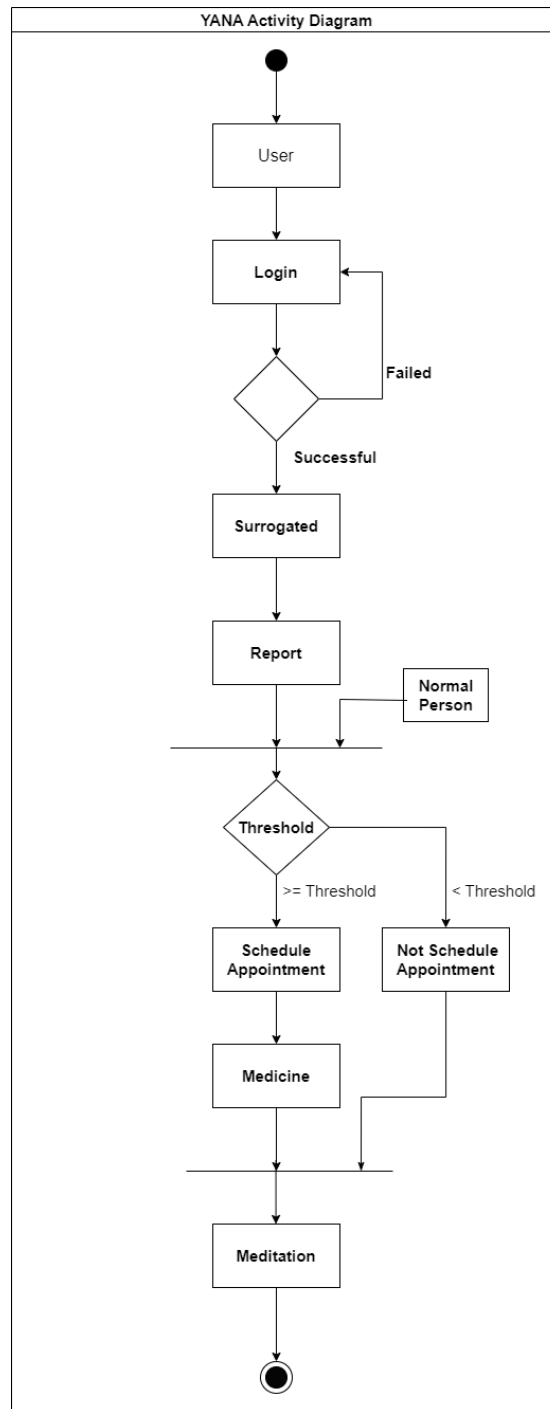 YANA Activity Diagram
User
Login
Failed
Successful
Surrogated
Report
Normal
Person
Threshold
>= Threshold
< Threshold
Schedule
Appointment
Not Schedule
Appointment
Medicine
Meditation